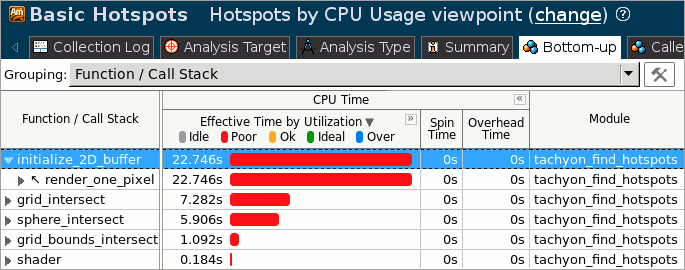 Am Basic Hotspots Hotspots by CPU Usage viewpoint (change) ?
Collection Log Analysis Target Analysis Type Summary Bottom-up Calle
Grouping: Function / Call Stack
Function / Call Stack CPU Time « Module
Effective Time by Utilization » Spin Time Overhead Time
Idle Poor Ok Ideal Over
initialize_2D_buffer 22.746s 0s 0s tachyon_find_hotspots
render_one_pixel 22.746s 0s 0s tachyon_find_hotspots
grid_intersect 7.282s 0s 0s tachyon_find_hotspots
sphere_intersect 5.906s 0s 0s tachyon_find_hotspots
grid_bounds_intersect 1.092s 0s 0s tachyon_find_hotspots
shader 0.184s 0s 0s tachyon_find_hotspots